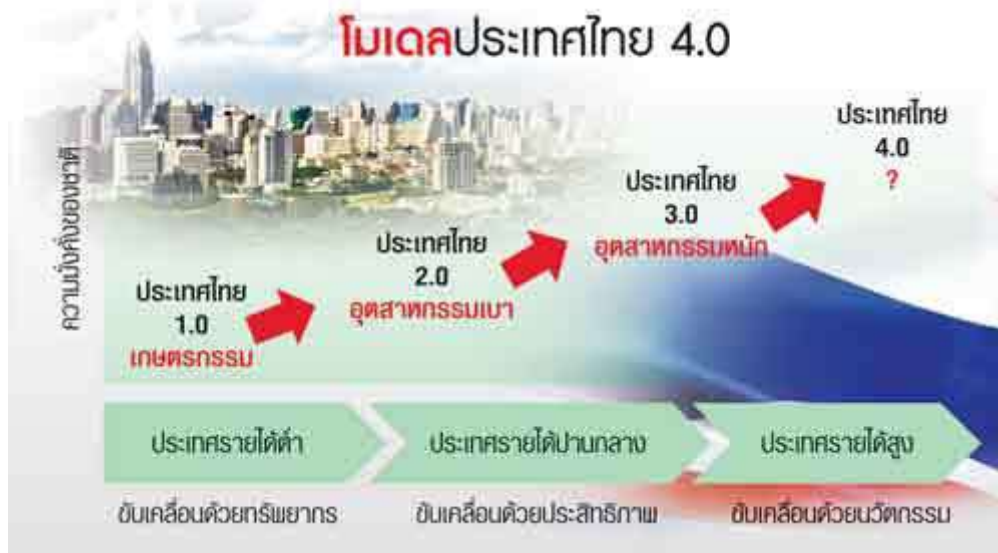 โมเดลประเทศไทย 4.0
ความมั่งคั่งของชาติ
ประเทศไทย
1.0
เกษตรกรรม
ประเทศไทย
2.0
อุตสาหกรรมเบา
ประเทศไทย
3.0
อุตสาหกรรมหนัก
ประเทศไทย
4.0
?
ประเทศรายได้ต่ำ
ประเทศรายได้ปานกลาง
ประเทศรายได้สูง
ขับเคลื่อนด้วยทรัพยากร
ขับเคลื่อนด้วยประสิทธิภาพ
ขับเคลื่อนด้วยนวัตกรรม